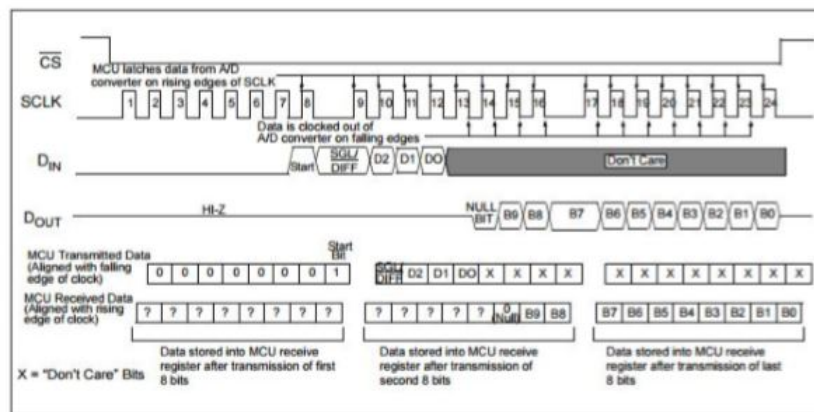 CS
MCU latches data from A/D
converter on rising edges of SCLK
SCLK
1 2 3 4 5 6 7 8 9 10 11 12 13 14 15 16 17 18 19 20 21 22 23 24
Data is clocked out of
A/D converter on falling edges
DIN
Start SGL/ DIFF D2 D1 DO Don't Care
HI-Z
DOUT
NULL BIT B9 B8 B7 B6 B5 B4 B3 B2 B1 B0
MCU Transmitted Data
(Aligned with falling
edge of clock)
Start
Bit
0 0 0 0 0 0 0 1 SGL/ DIFF D2 D1 DO X X X X X X X X X X X X
MCU Received Data
(Aligned with rising
edge of clock)
? ? ? ? ? ? ? ? ? ? ? ? ? 0 (Null) B9 B8 B7 B6 B5 B4 B3 B2 B1 B0
Data stored into MCU receive
register after transmission of first
8 bits
Data stored into MCU receive
register after transmission of
second 8 bits
Data stored into MCU receive
register after transmission of last
8 bits
X = "Don't Care" Bits